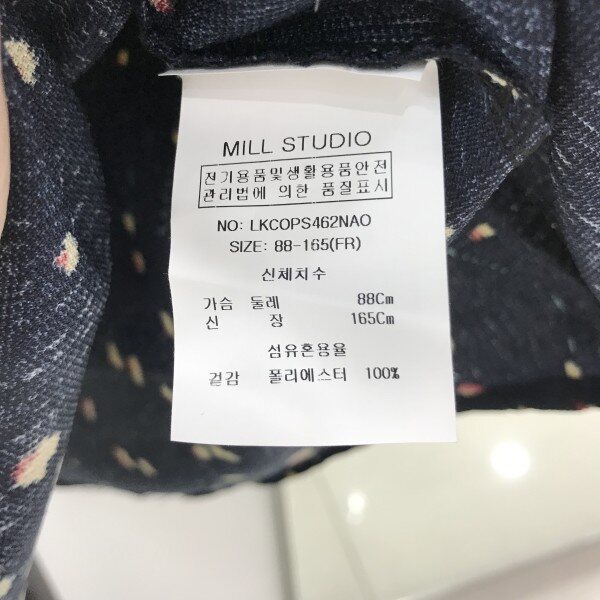 MILL STUDIO
전기용품및생활용품안전
관리법에 의한 품질표시
NO: LKCOPS462NAO
SIZE: 88-165(FR)
신체치수
가슴 둘레 88Cm
신 장 165Cm
섬유혼용율
겉감 폴리에스터 100%